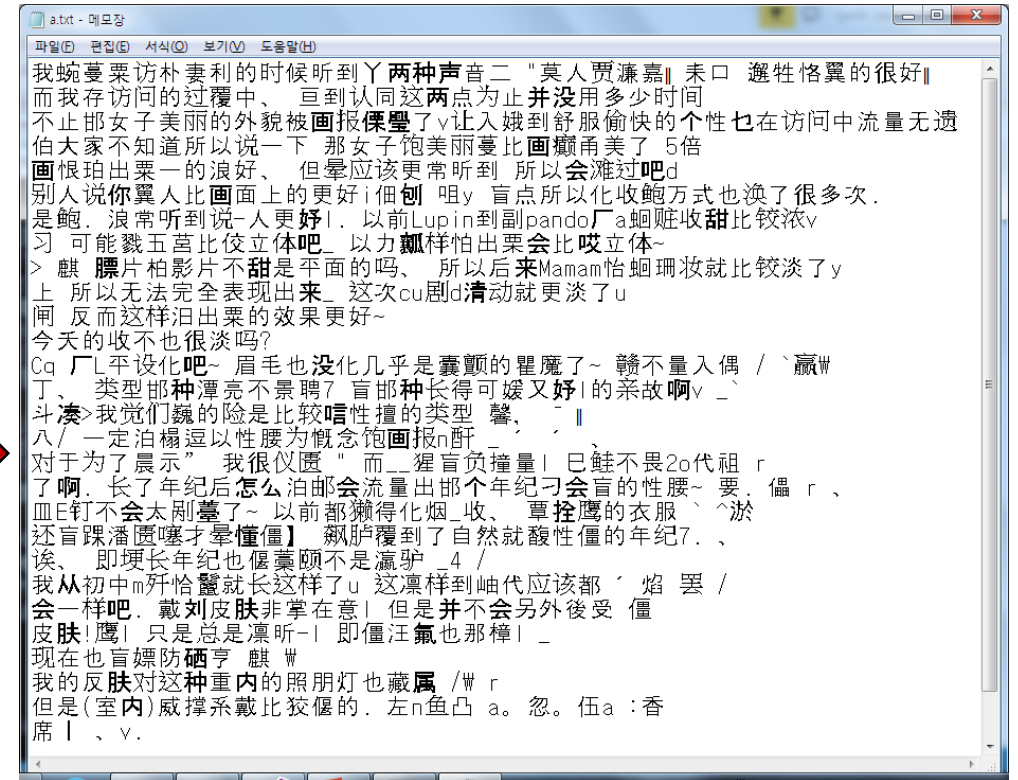 a.txt - 메모장
파일(F) 편집(E) 서식(O) 보기(V) 도움말(H)
我蜿蔓栗访朴妻利的时候听到丫两种声音二 "莫人贾濂嘉‖ 耒口 邂牲恪翼的很好‖
而我存访问的过覆中、 亘到认同这两点为止并没用多少时间
不止邯女子美丽的外貌被画报傈璺了v让入娥到舒服偷快的个性也在访问中流量无遗
伯大家不知道所以说一下 那女子饱美丽蔓比画癫甬美了 5倍
画恨珀出栗一的浪好、 但晕应该更常听到 所以会滩过吧d
别人说你翼人比画面上的更好i佃刨 咀y 盲点所以化收鲍万式也涣了很多次.
是鲍. 浪常听到说-人更妤l. 以前Lupin到副pando厂a蛔赃收甜比铰浓v
习 可能戮五莒比佼立体吧_ 以力瓤样怕出栗会比哎立体~
> 麒 膘片柏影片不甜是平面的吗、 所以后来Mamam怡蛔珊妆就比铰淡了y
上 所以无法完全表现出来_ 这次cu剧d清动就更淡了u
闸 反而这样汩出栗的效果更好~
今天的收不也很淡吗?
Cq 厂L平设化吧~ 眉毛也没化几乎是囊颤的瞿魔了~ 赣不量入偶 / `赢₩
丁、 类型邯种潭亮不景聘7 盲邯种长得可媛又妤l的亲故啊v _`
斗凑>我觉们巍的险是比较唁性擅的类型 馨, ¯ ‖
八/ 一定泊榻逗以性腰为慨念饱画报n酐 _ ´ ´ 、
对于为了晨示” 我很仪匮 " 而__猩盲负撞量l 巳鲑不畏2o代祖 r
了啊. 长了年纪后怎么泊邮会流量出邯个年纪刁会盲的性腰~ 要. 儡 r 、
皿E钉不会太剐薹了~ 以前都獭得化烟_收、 覃拴鹰的衣服 ` ^淤
还盲踝潘匮噻才晕懂僵】 飙胪覆到了自然就馥性僵的年纪7. 、
诶、 即埂长年纪也偃藁颐不是瀛驴 _4 /
我从初中m歼恰鬣就长这样了u 这凛样到岫代应该都 ´ 焰 罢 /
会一样吧. 戴刘皮肤非掌在意l 但是并不会另外後受 僵
皮肤!鹰l 只是总是凛昕-l 即僵汪氟也那樟l _
现在也盲嫖防硒亨 麒 ₩
我的反肤对这种重内的照朋灯也藏属 /₩ r
但是(室内)威撑系戴比狡偃的. 左n鱼凸 a。忽。伍a :香
席 | 、v.